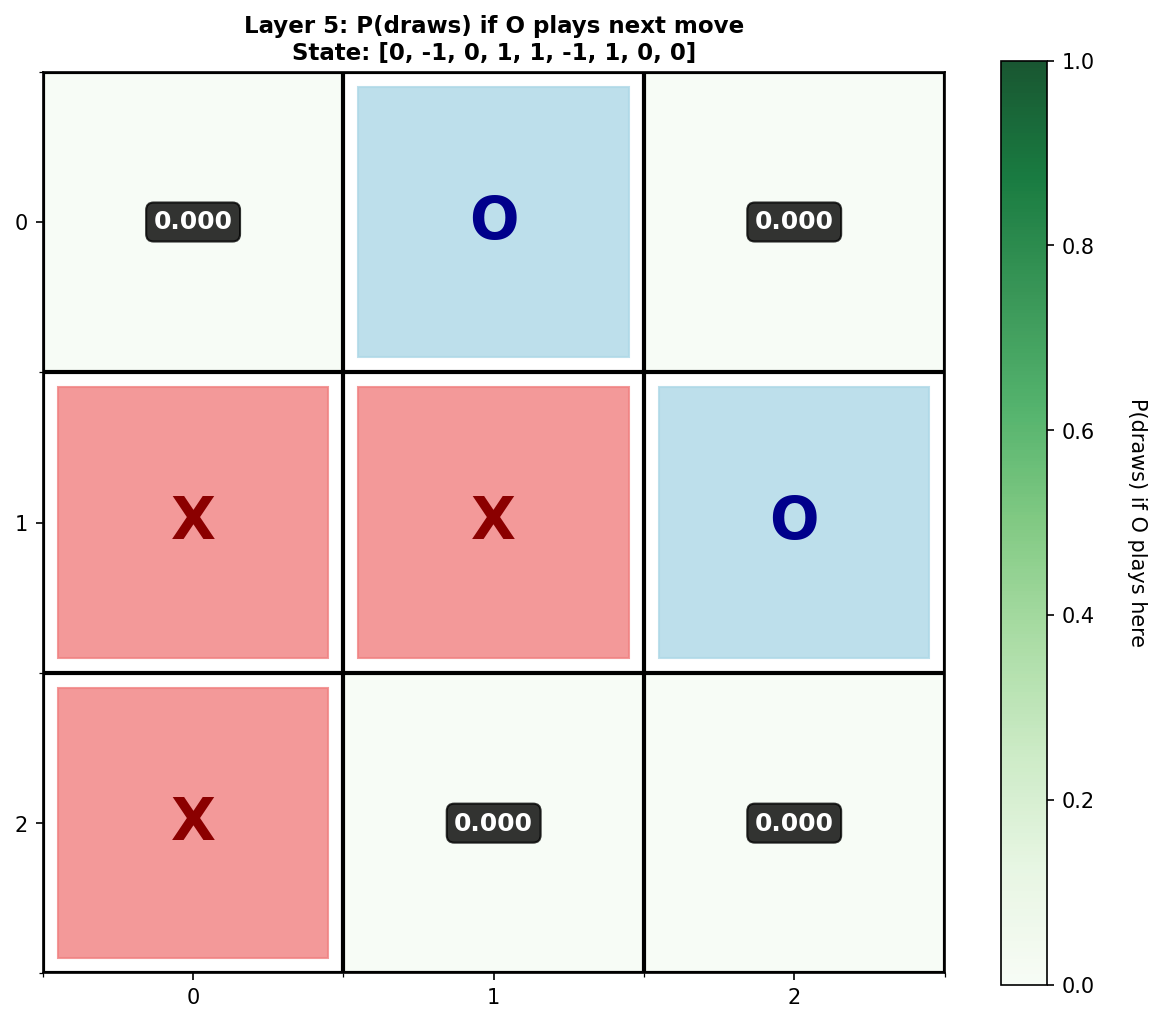 Layer 5: P(draws) if O plays next move
State: [0, -1, 0, 1, 1, -1, 1, 0, 0]
0
0.000
O
0.000
1
X
X
O
2
X
0.000
0.000
0
1
2
1.0
0.8
0.6
0.4
0.2
0.0
P(draws) if O plays here